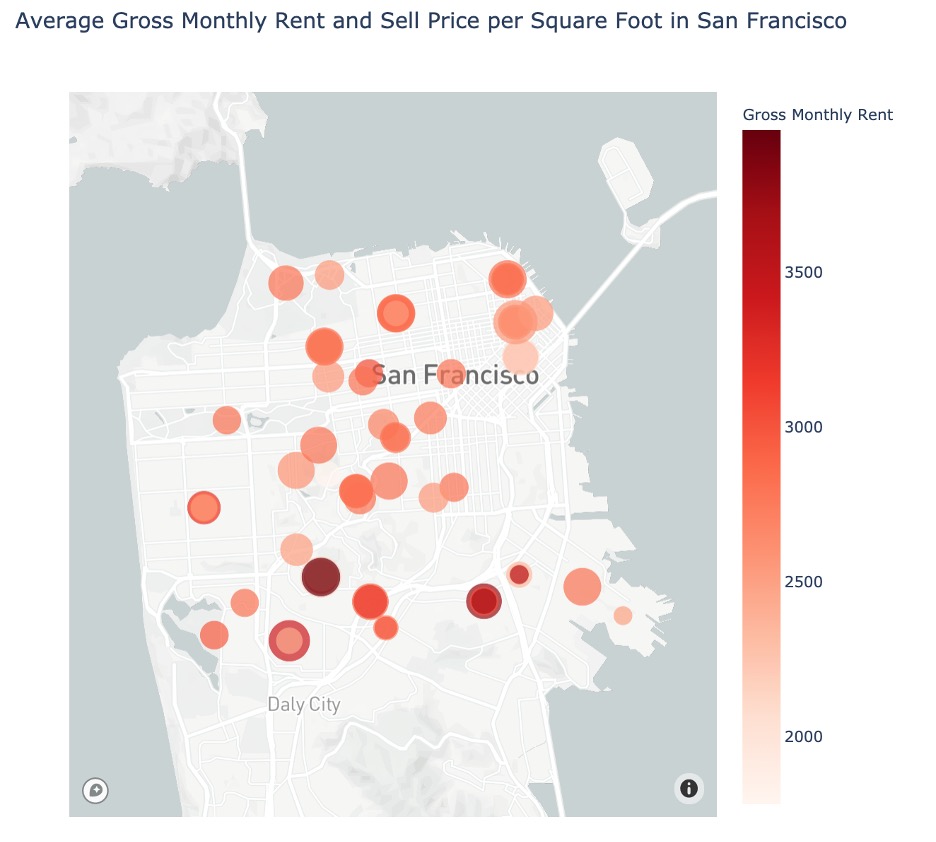 Average Gross Monthly Rent and Sell Price per Square Foot in San Francisco
Gross Monthly Rent
3500
San Francisco
3000
2500
2000
Daly City
i